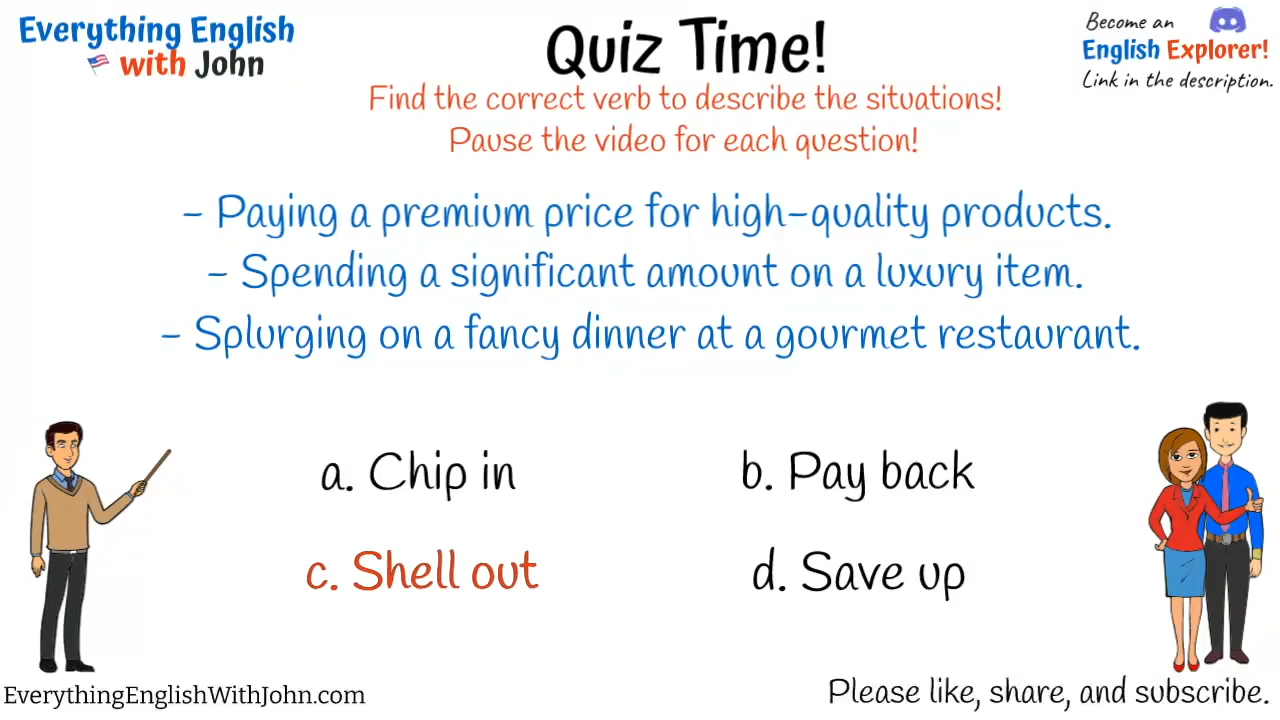 Everything English
with John
Quiz Time!
Become an
English Explorer!
Link in the description.
Find the correct verb to describe the situations!
Pause the video for each question!
- Paying a premium price for high-quality products.
- Spending a significant amount on a luxury item.
- Splurging on a fancy dinner at a gourmet restaurant.
a. Chip in
b. Pay back
c. Shell out
d. Save up
EverythingEnglishWithJohn.com
Please like, share, and subscribe.